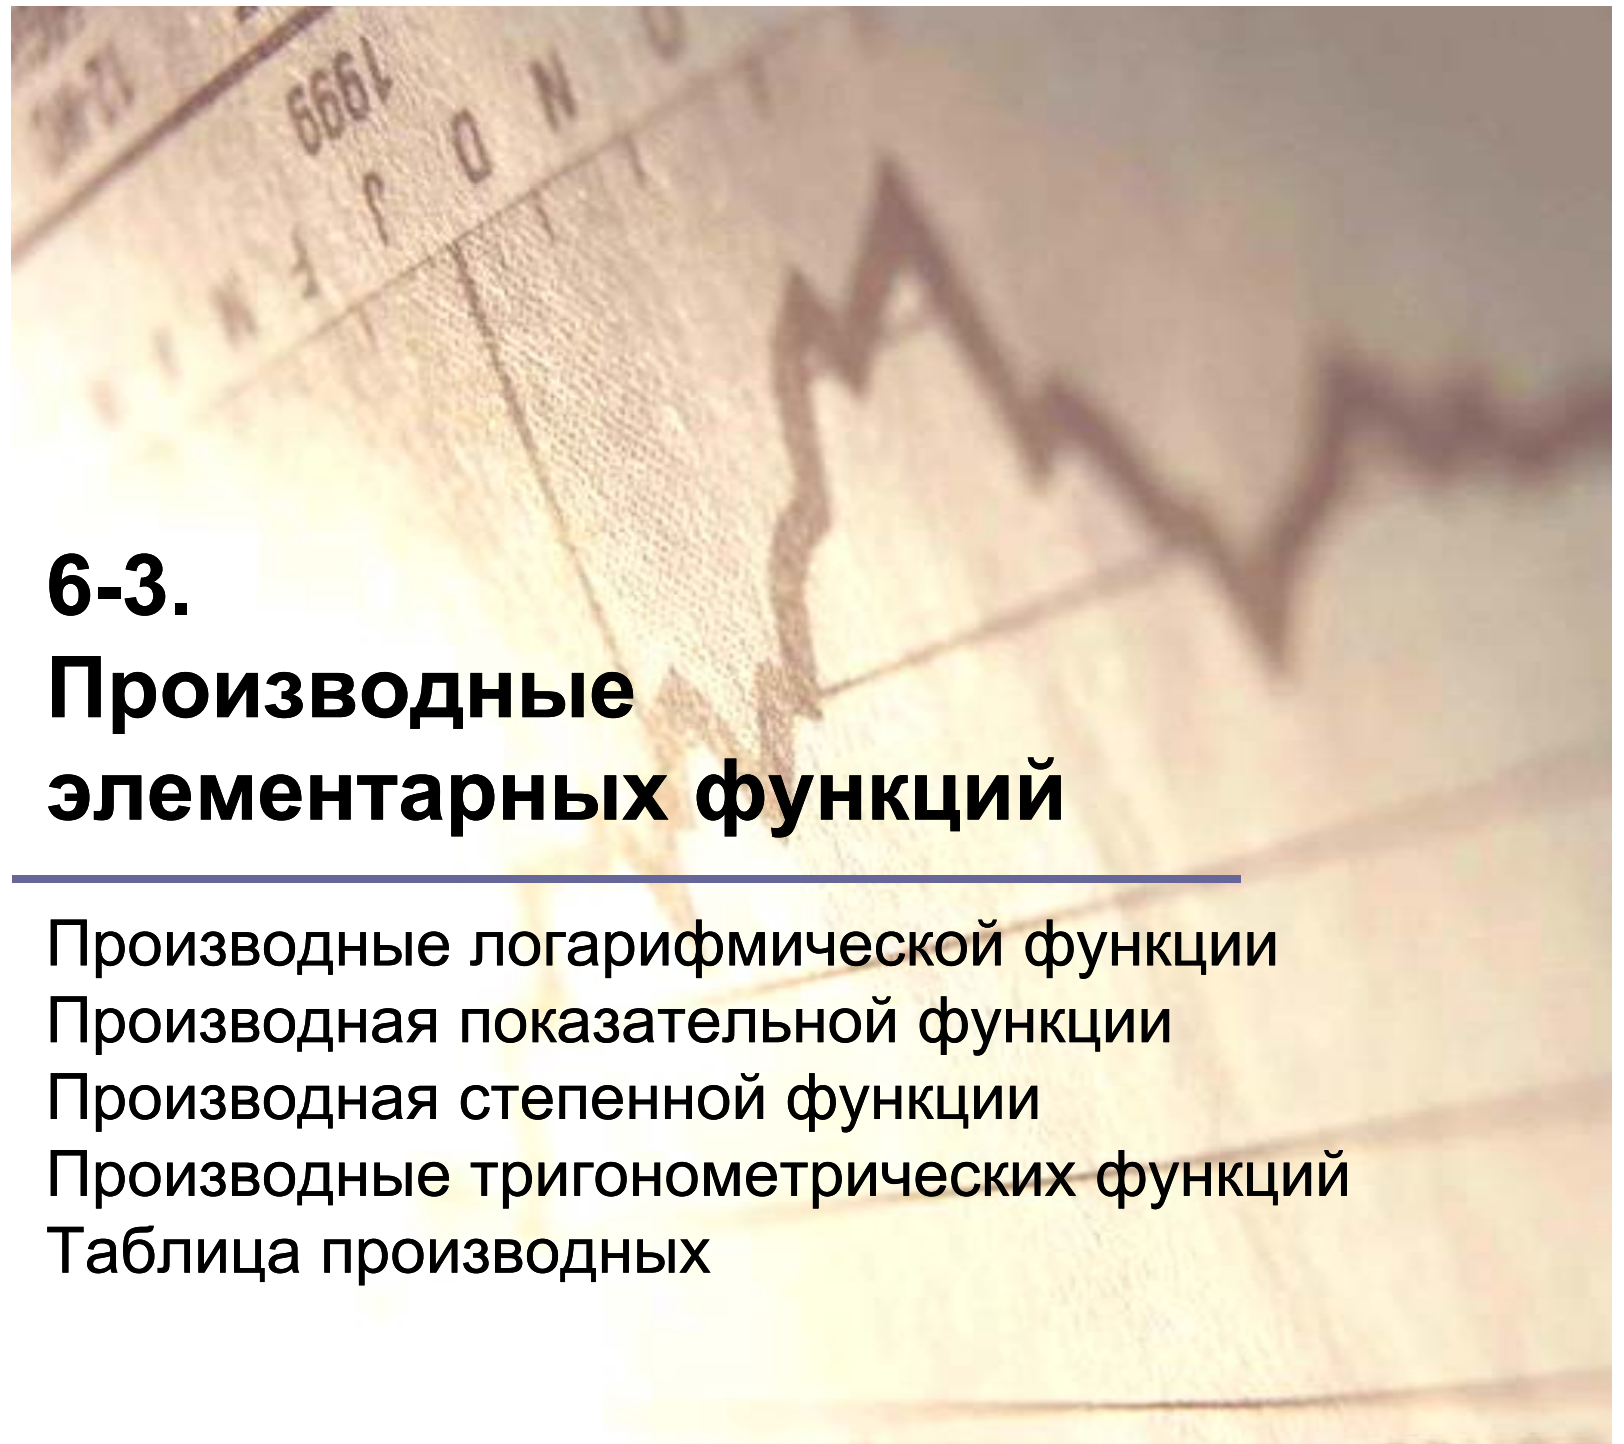 1999
J
D
N
O
F
6-3.
Производные
элементарных функций
Производные логарифмической функции
Производная показательной функции
Производная степенной функции
Производные тригонометрических функций
Таблица производных